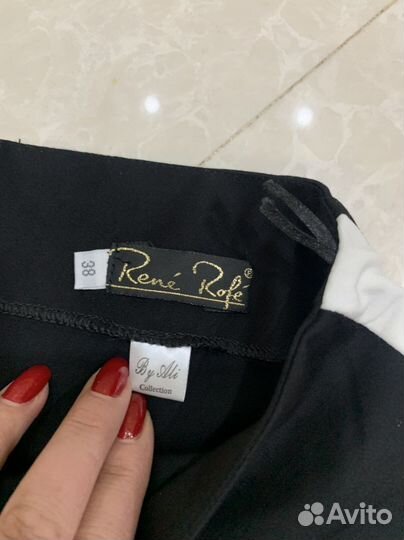 38
René Rofé®
By Ali
Collection
Avito